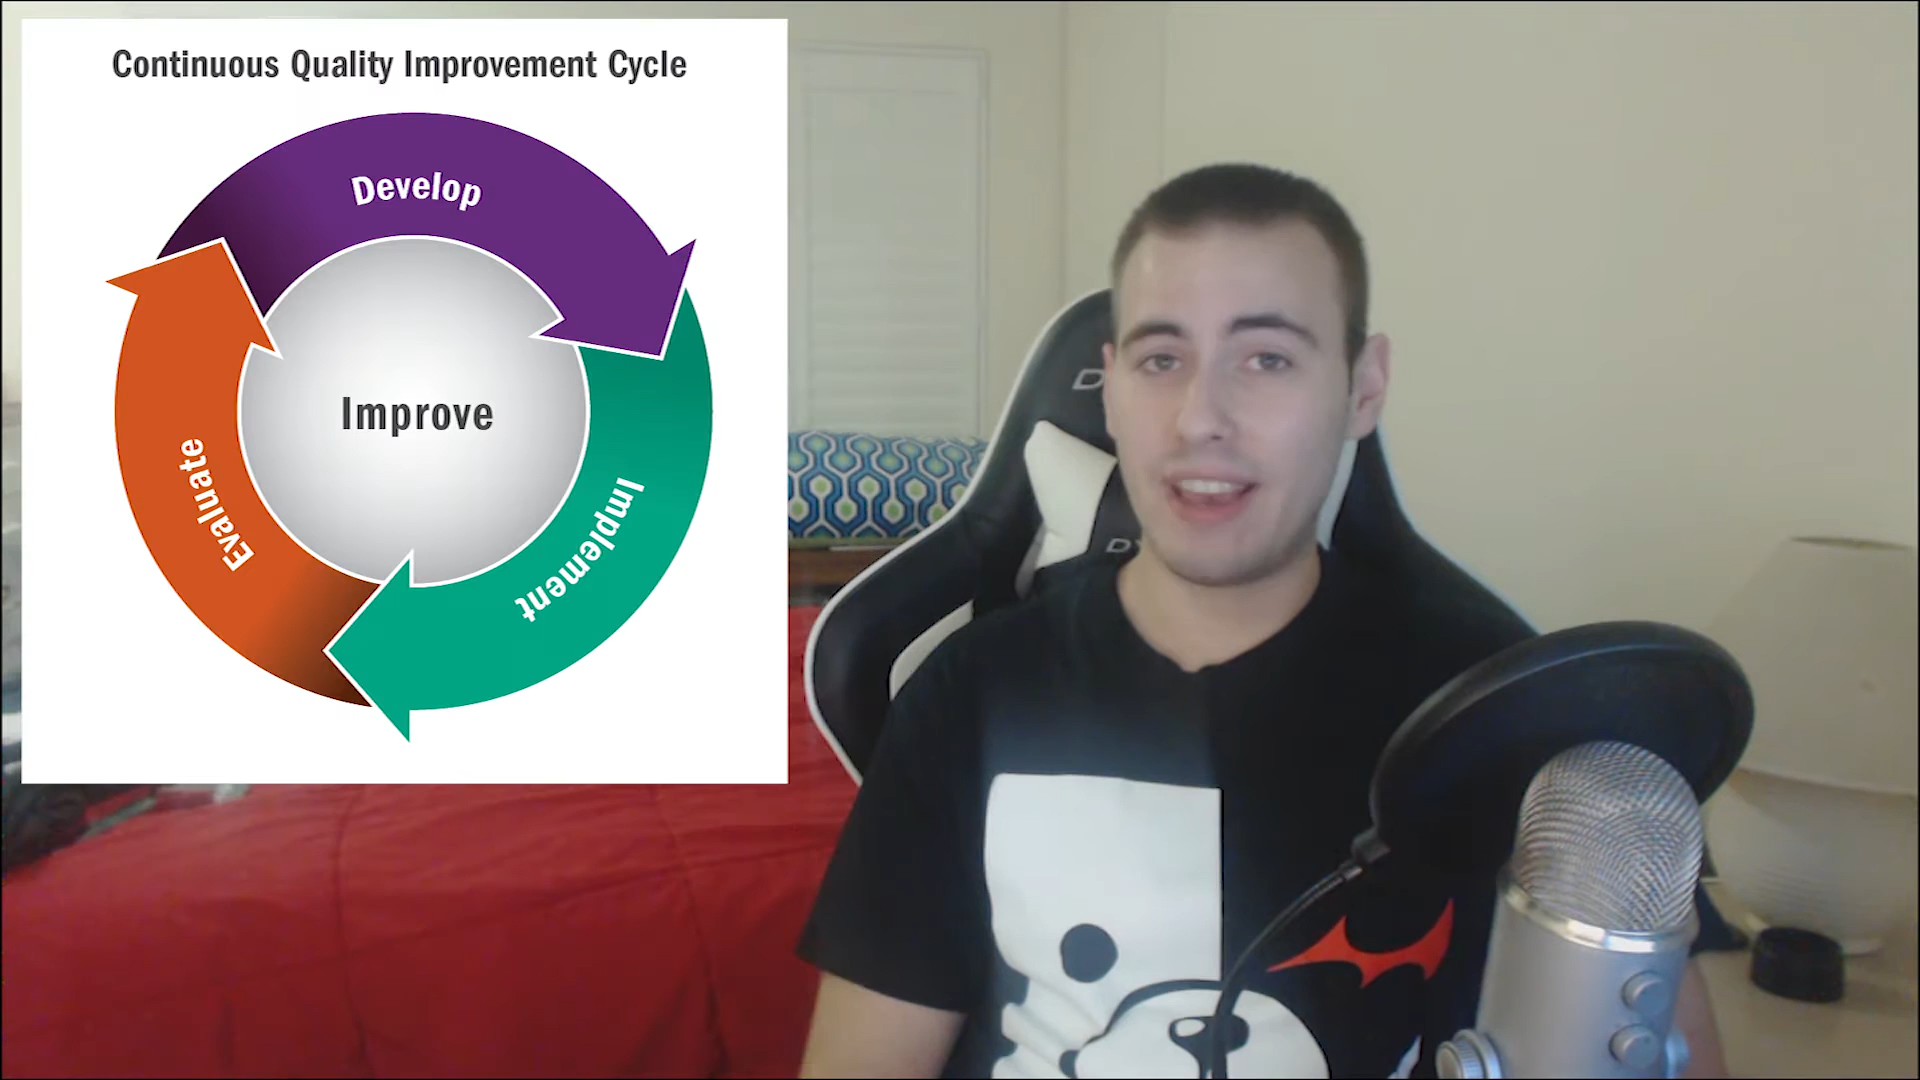 Continuous Quality Improvement Cycle
Develop
Improve
Evaluate
Implement